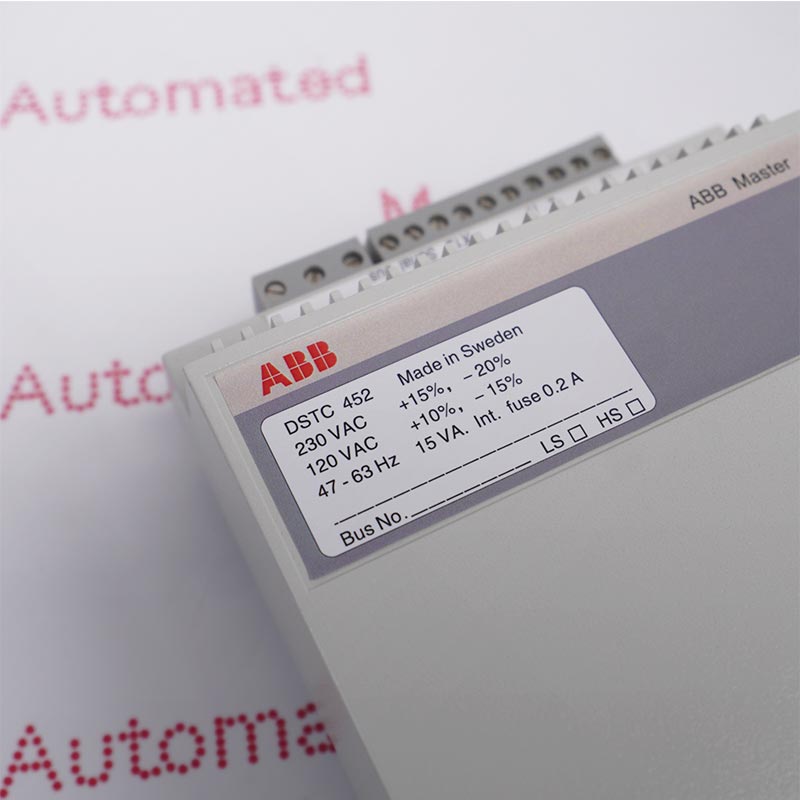 Automated
M
ABB Master
ABB
DSTC 452 Made in Sweden
230 VAC +15%, -20%
120 VAC +10%, -15%
47 - 63 Hz 15 VA. Int. fuse 0.2 A
LS HS
Bus No.
Auto
Automa